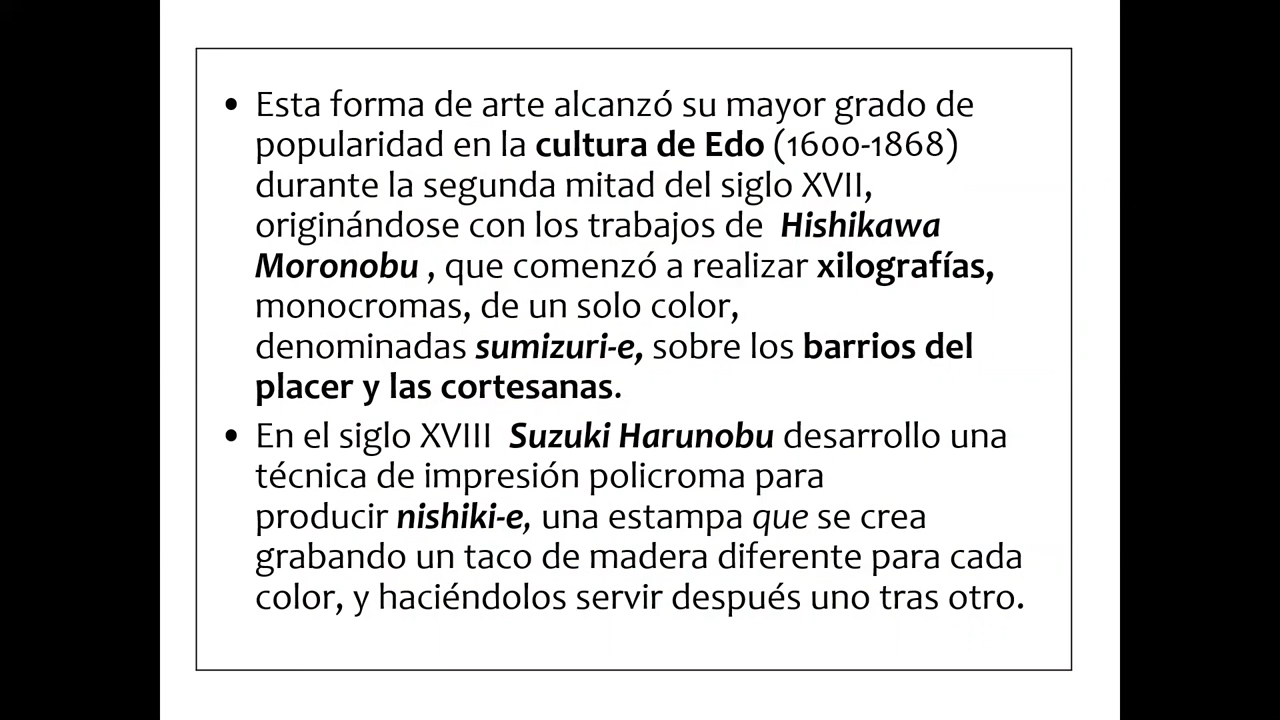 • Esta forma de arte alcanzó su mayor grado de
popularidad en la cultura de Edo (1600-1868)
durante la segunda mitad del siglo XVII,
originándose con los trabajos de Hishikawa
Moronobu , que comenzó a realizar xilografías,
monocromas, de un solo color,
denominadas sumizuri-e, sobre los barrios del
placer y las cortesanas.
• En el siglo XVIII Suzuki Harunobu desarrollo una
técnica de impresión policroma para
producir nishiki-e, una estampa que se crea
grabando un taco de madera diferente para cada
color, y haciéndolos servir después uno tras otro.